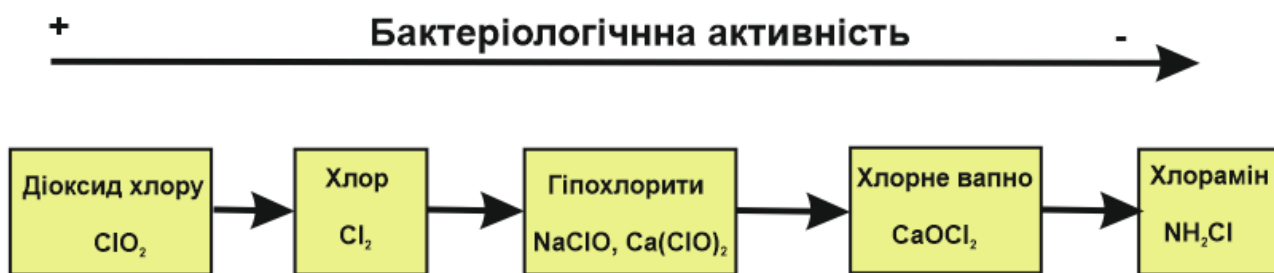 + Бактеріологічнна активність -
Діоксид хлору
ClO₂
Хлор
Cl₂
Гіпохлорити
NaClO, Ca(ClO)₂
Хлорне вапно
CaOCl₂
Хлорамін
NH₂Cl